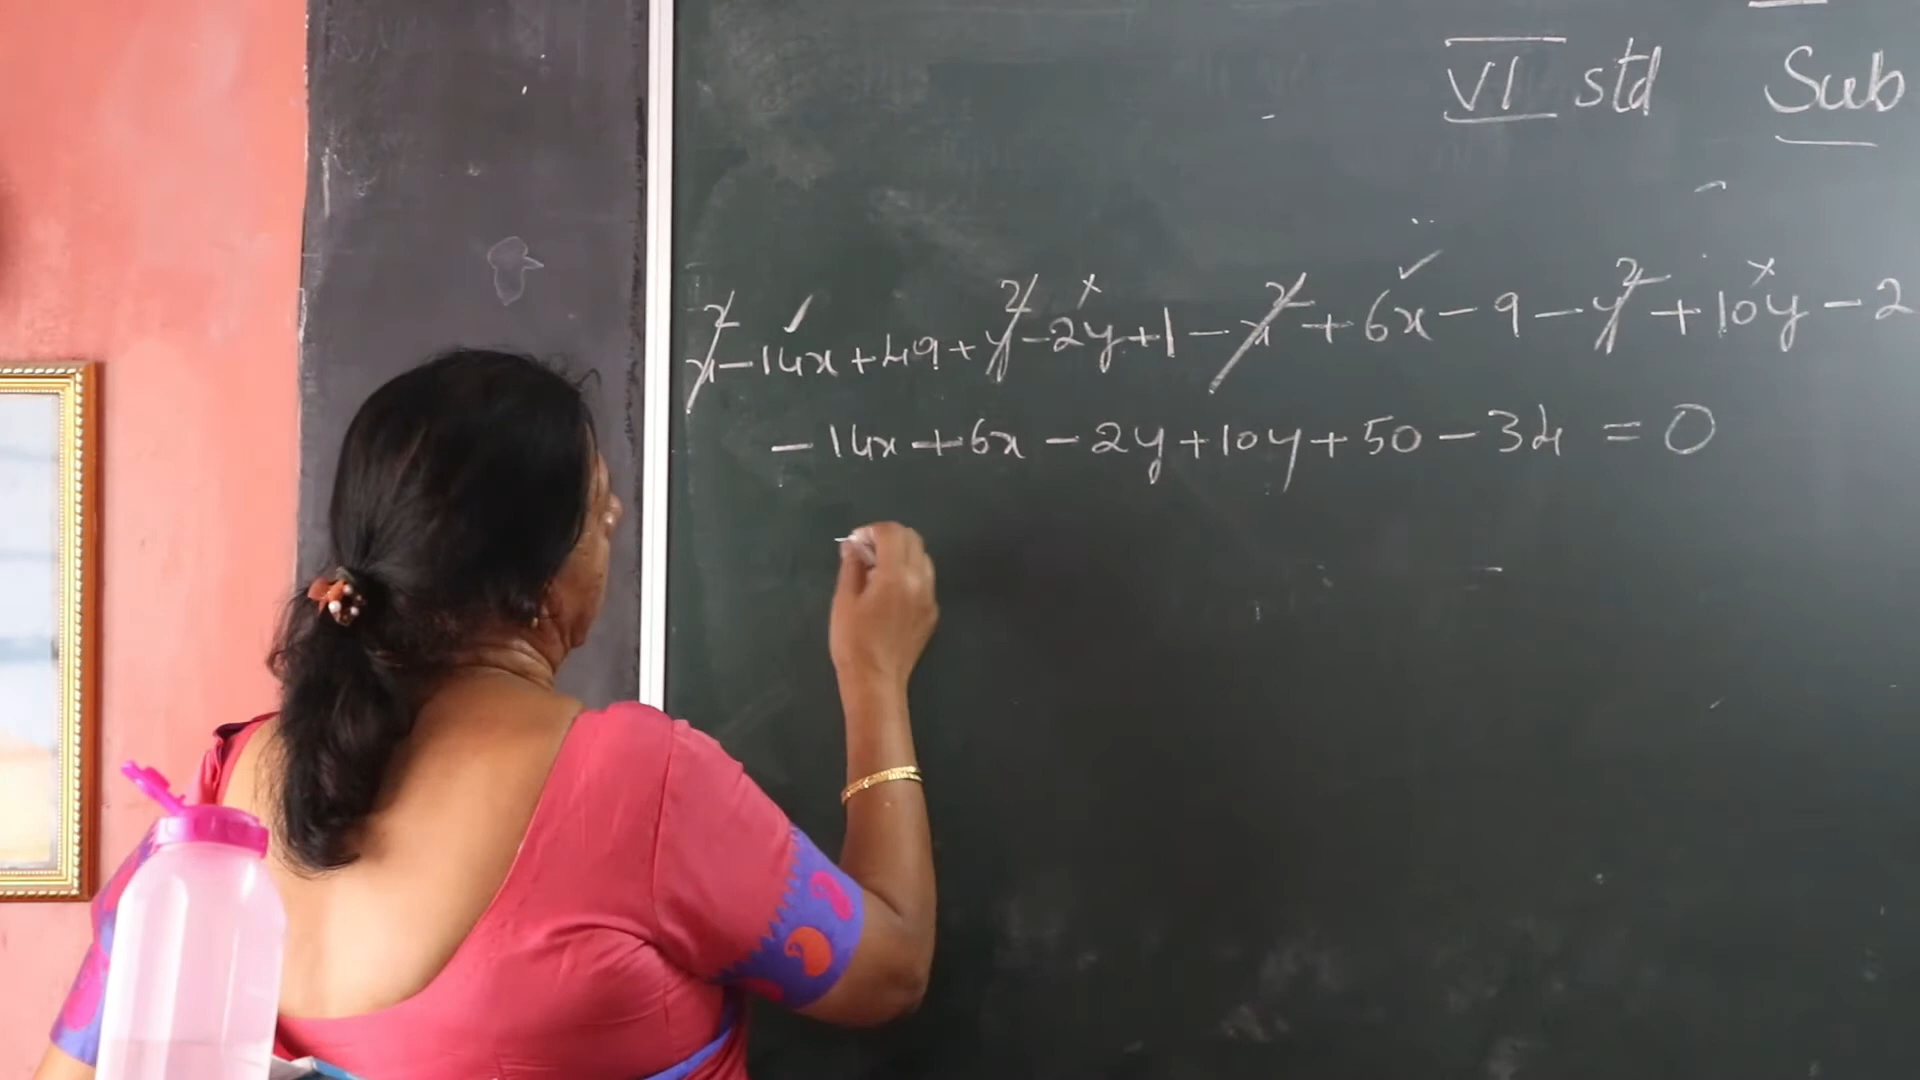 VI std Sub
x² - 14x + 49 + y² - 2y + 1 - x² + 6x - 9 - y² + 10y - 2
- 14x + 6x - 2y + 10y + 50 - 34 = 0